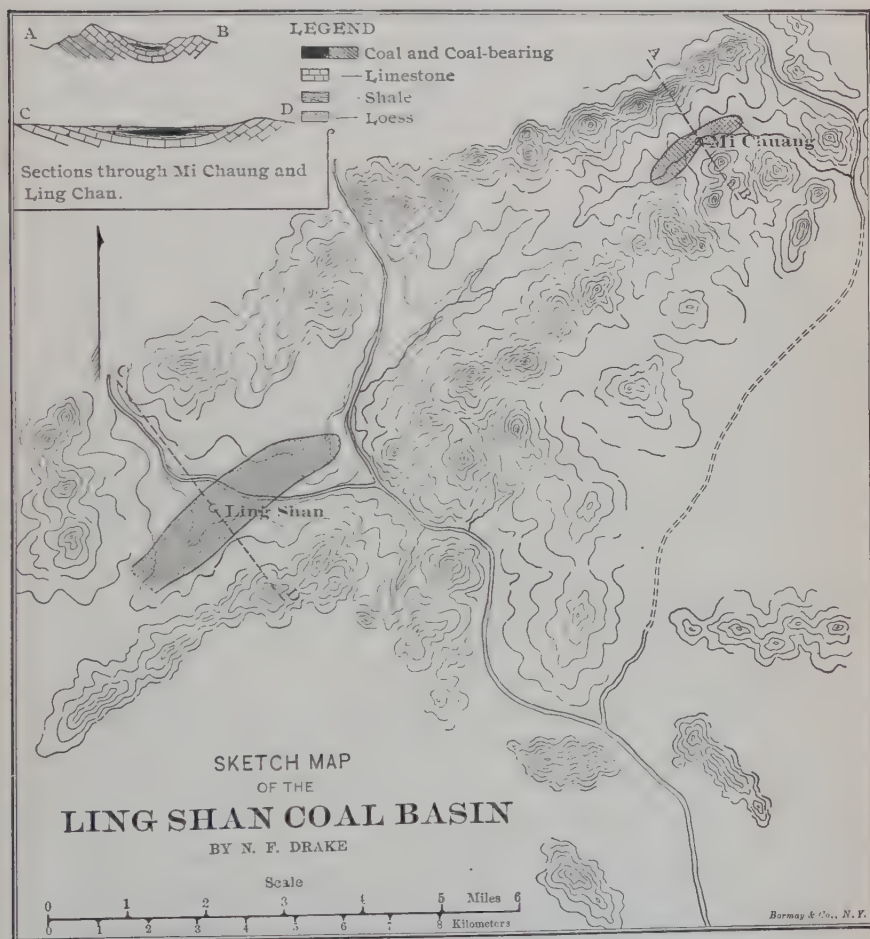 A B
LEGEND
Coal and Coal-bearing
Limestone
Shale
Loess
C D
Sections through Mi Chaung and
Ling Chan.
A
Mi Cauang
B
C
Ling Shan
SKETCH MAP
OF THE
LING SHAN COAL BASIN
BY N. F. DRAKE
Scale
0 1 2 3 4 5 Miles 6
0 1 2 3 4 5 6 7 8 Kilometers
Bormay & Co., N. Y.